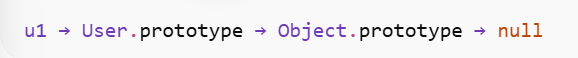 u1 → User.prototype → Object.prototype → null